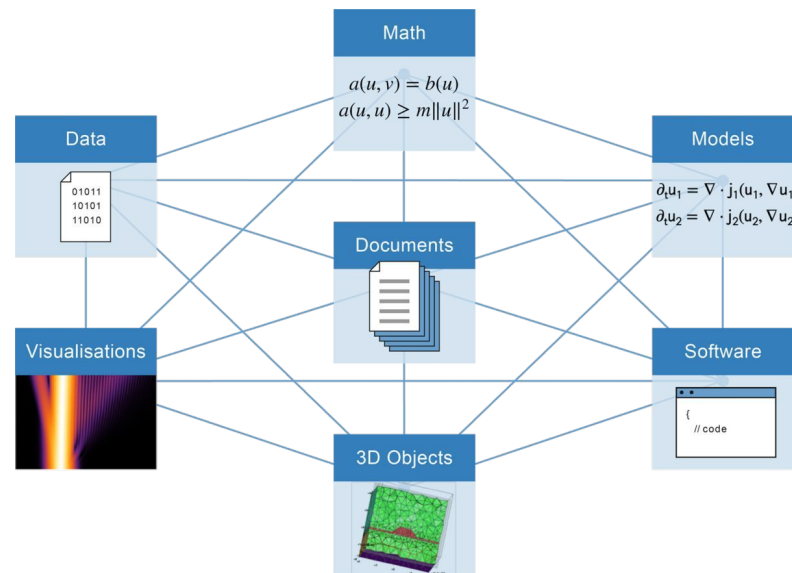 Math
a(u, v) = b(u)
a(u, u) ≥ m‖u‖²
Data
01011
10101
11010
Models
∂ₜu₁ = ∇ · j₁(u₁, ∇u₁
∂ₜu₂ = ∇ · j₂(u₂, ∇u₂
Documents
Visualisations
Software
{
// code
3D Objects